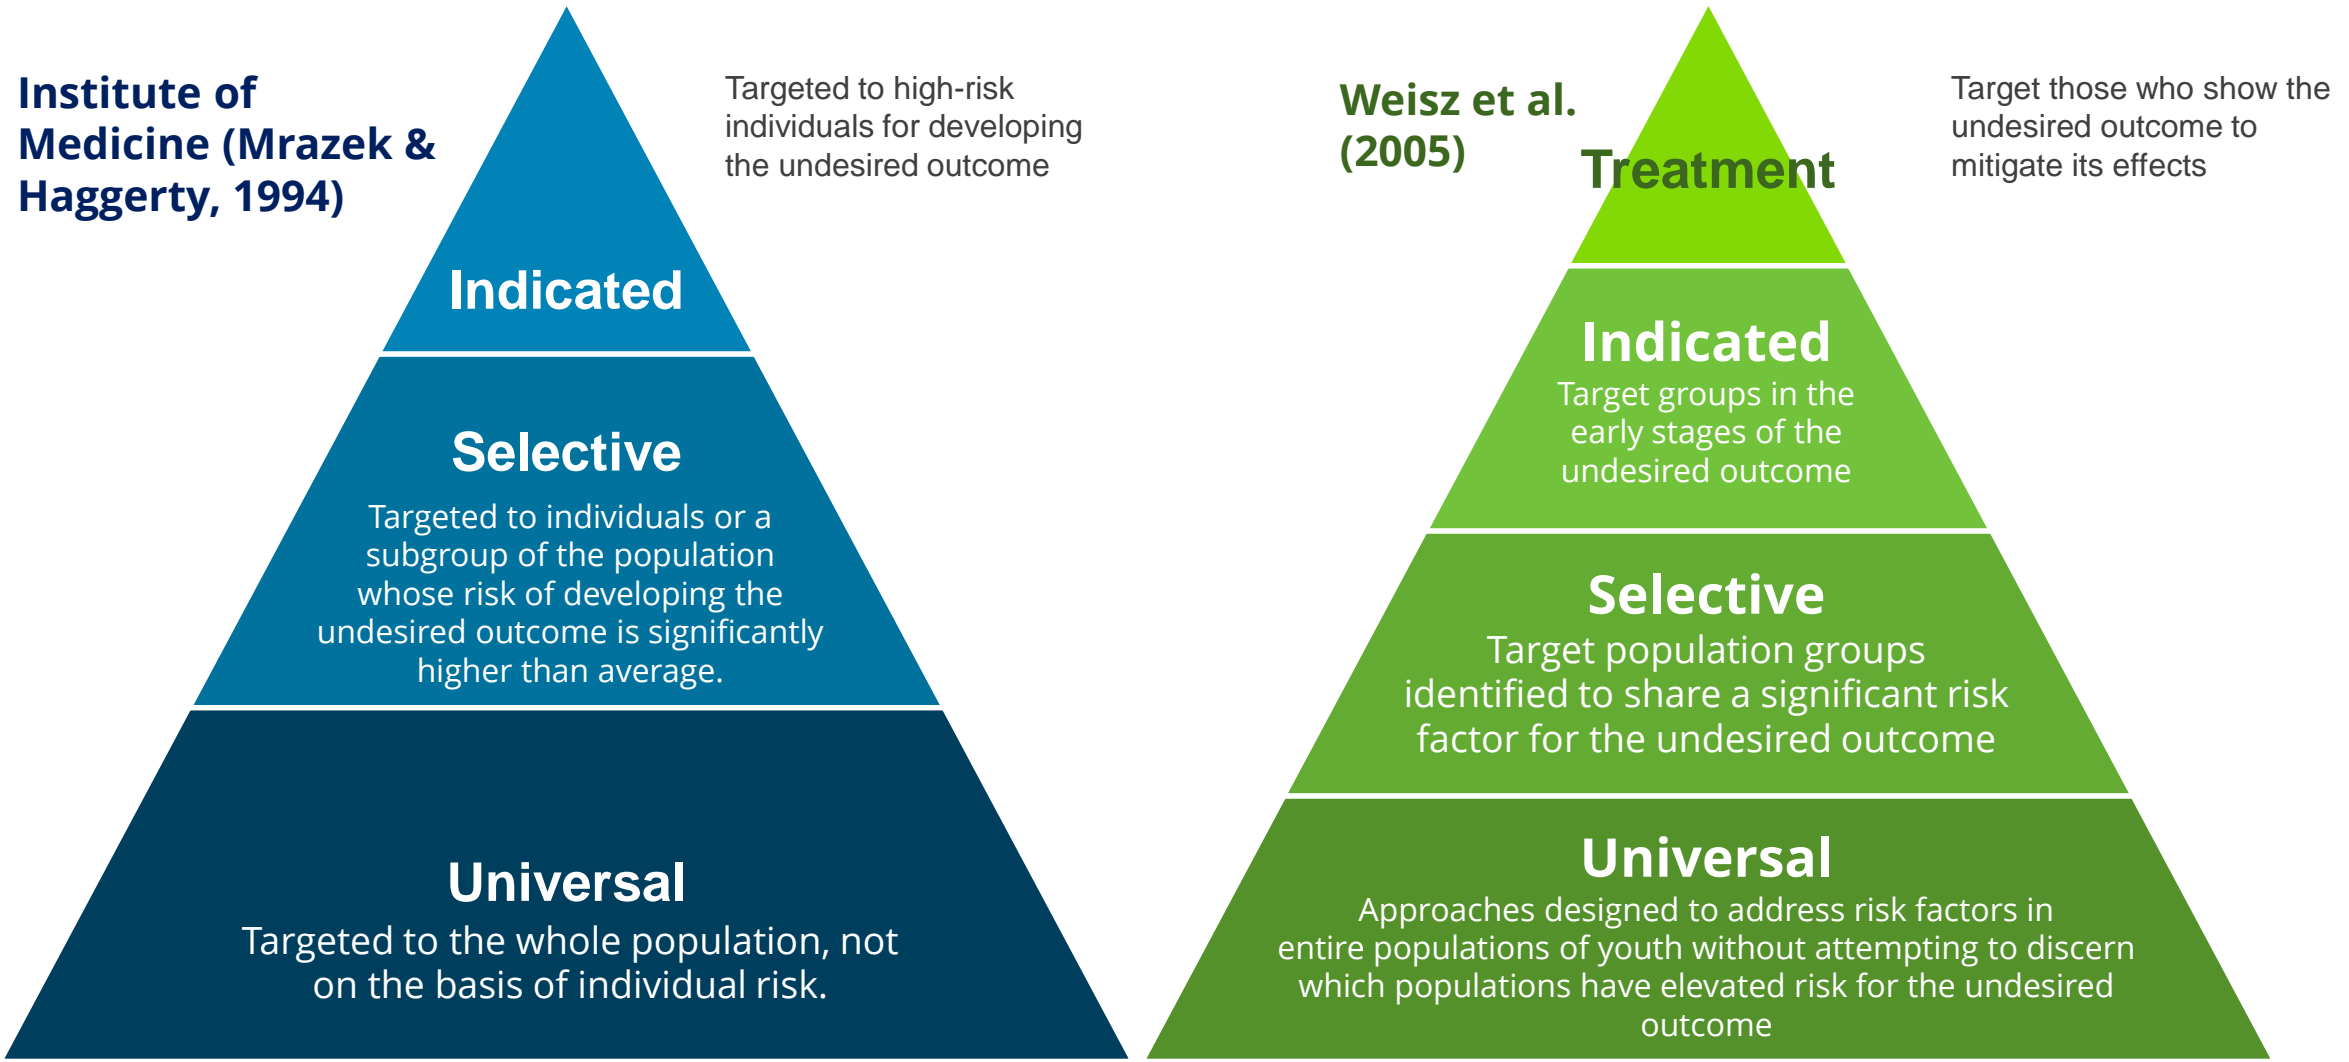 Institute of
Medicine (Mrazek &
Haggerty, 1994)
Targeted to high-risk
individuals for developing
the undesired outcome
Indicated
Selective
Targeted to individuals or a
subgroup of the population
whose risk of developing the
undesired outcome is significantly
higher than average.
Universal
Targeted to the whole population, not
on the basis of individual risk.
Weisz et al.
(2005)
Treatment
Target those who show the
undesired outcome to
mitigate its effects
Indicated
Target groups in the
early stages of the
undesired outcome
Selective
Target population groups
identified to share a significant risk
factor for the undesired outcome
Universal
Approaches designed to address risk factors in
entire populations of youth without attempting to discern
which populations have elevated risk for the undesired
outcome